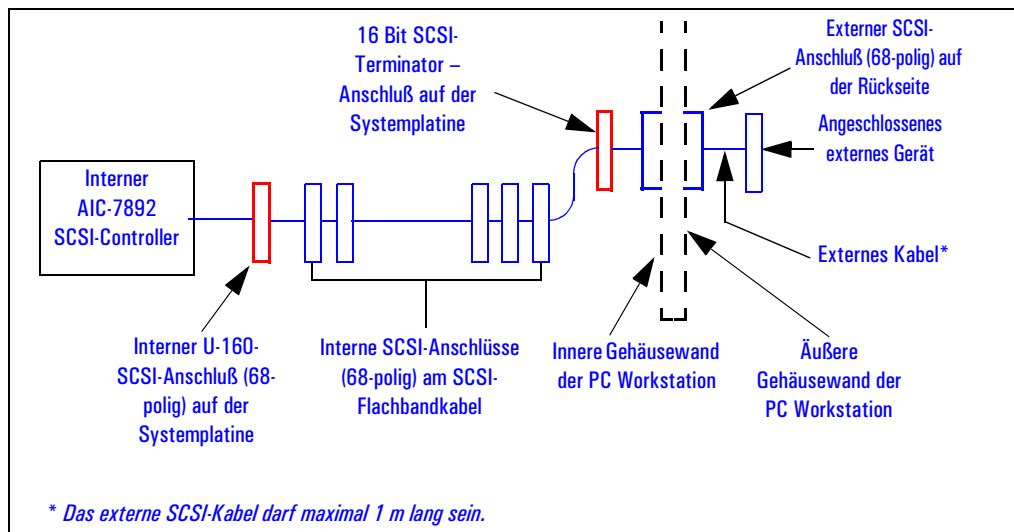 16 Bit SCSI-
Terminator –
Anschluß auf der
Systemplatine
Externer SCSI-
Anschluß (68-polig) auf
der Rückseite
Angeschlossenes
externes Gerät
Interner
AIC-7892
SCSI-Controller
Externes Kabel*
Interner U-160-
SCSI-Anschluß (68-
polig) auf der
Systemplatine
Interne SCSI-Anschlüsse
(68-polig) am SCSI-
Flachbandkabel
Innere Gehäusewand
der PC Workstation
Äußere
Gehäusewand der
PC Workstation
* Das externe SCSI-Kabel darf maximal 1 m lang sein.